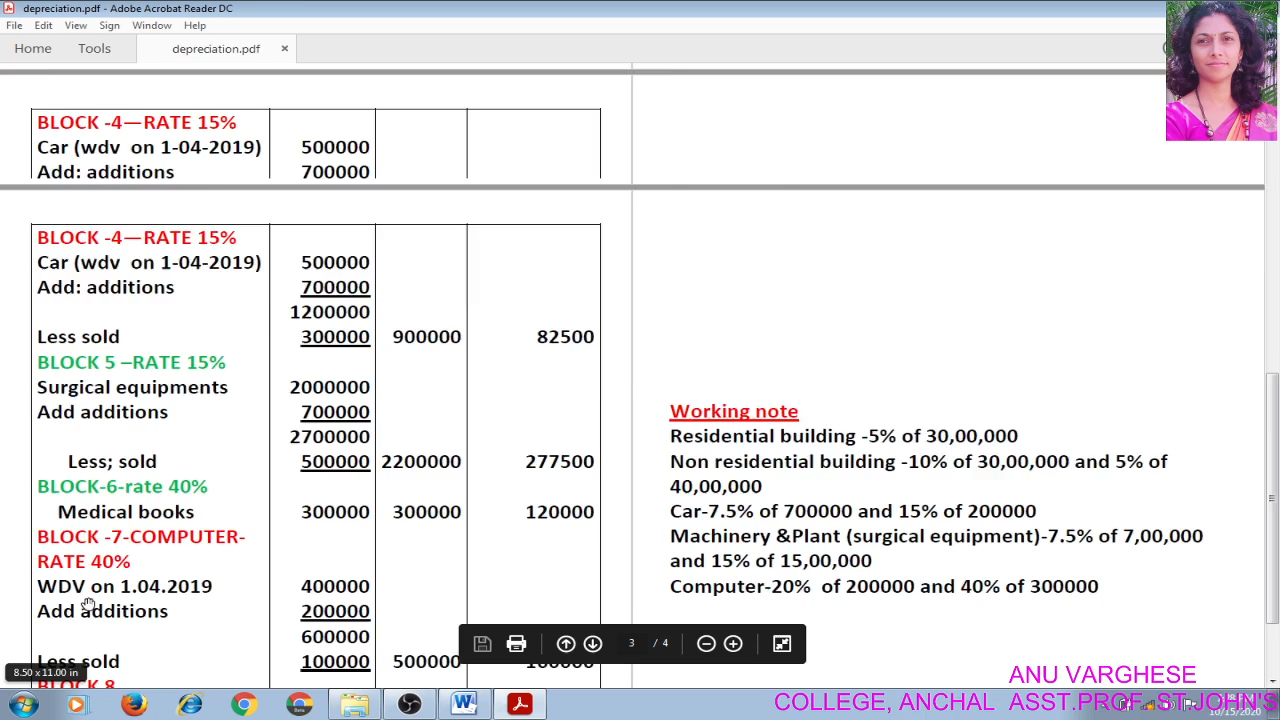 depreciation.pdf - Adobe Acrobat Reader DC
File Edit View Sign Window Help
Home Tools depreciation.pdf ×
BLOCK -4—RATE 15%
Car (wdv on 1-04-2019) 500000
Add: additions 700000
BLOCK -4—RATE 15%
Car (wdv on 1-04-2019) 500000
Add: additions 700000
1200000
Less sold 300000 900000 82500
BLOCK 5 –RATE 15%
Surgical equipments 2000000
Add additions 700000
2700000
Less; sold 500000 2200000 277500
BLOCK-6-rate 40%
Medical books 300000 300000 120000
BLOCK -7-COMPUTER-
RATE 40%
WDV on 1.04.2019 400000
Add additions 200000
600000
Less sold 100000 500000
BLOCK 8
Working note
Residential building -5% of 30,00,000
Non residential building -10% of 30,00,000 and 5% of
40,00,000
Car-7.5% of 700000 and 15% of 200000
Machinery &Plant (surgical equipment)-7.5% of 7,00,000
and 15% of 15,00,000
Computer-20% of 200000 and 40% of 300000
3 / 4
8.50 x 11.00 in
ANU VARGHESE
COLLEGE, ANCHAL ASST.PROF. ST.JOHN'S
10/15/2020